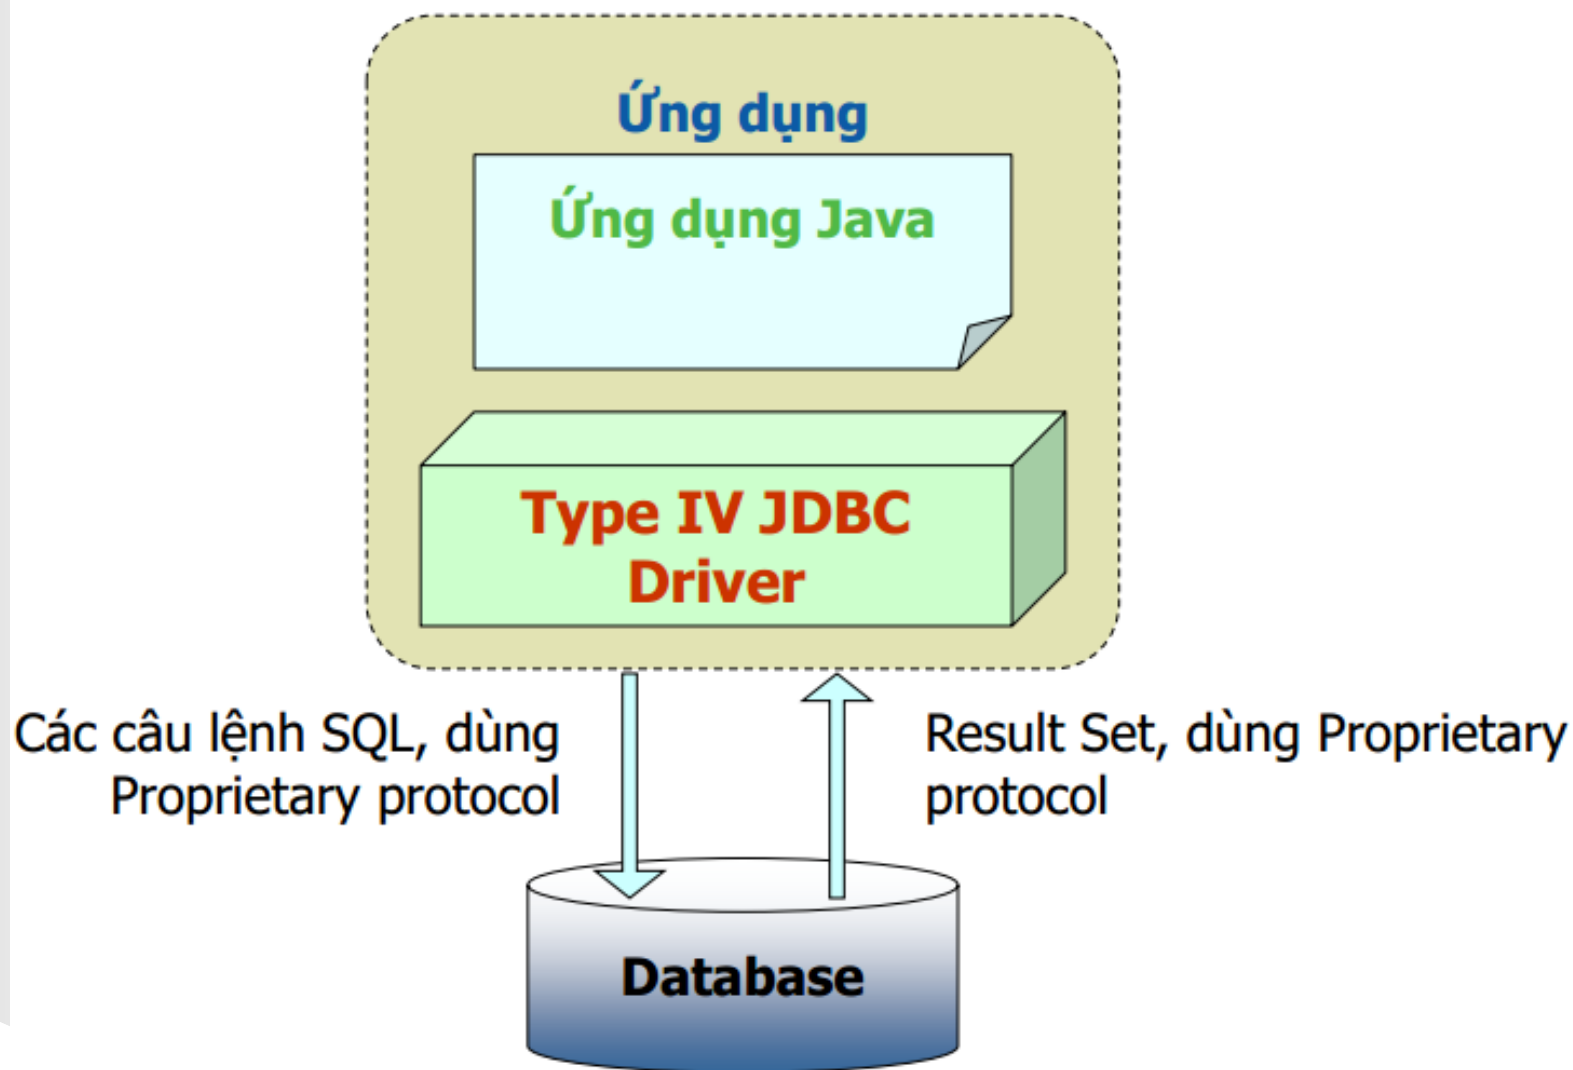 Ứng dụng
Ứng dụng Java
Type IV JDBC
Driver
Các câu lệnh SQL, dùng
Proprietary protocol
Result Set, dùng Proprietary
protocol
Database